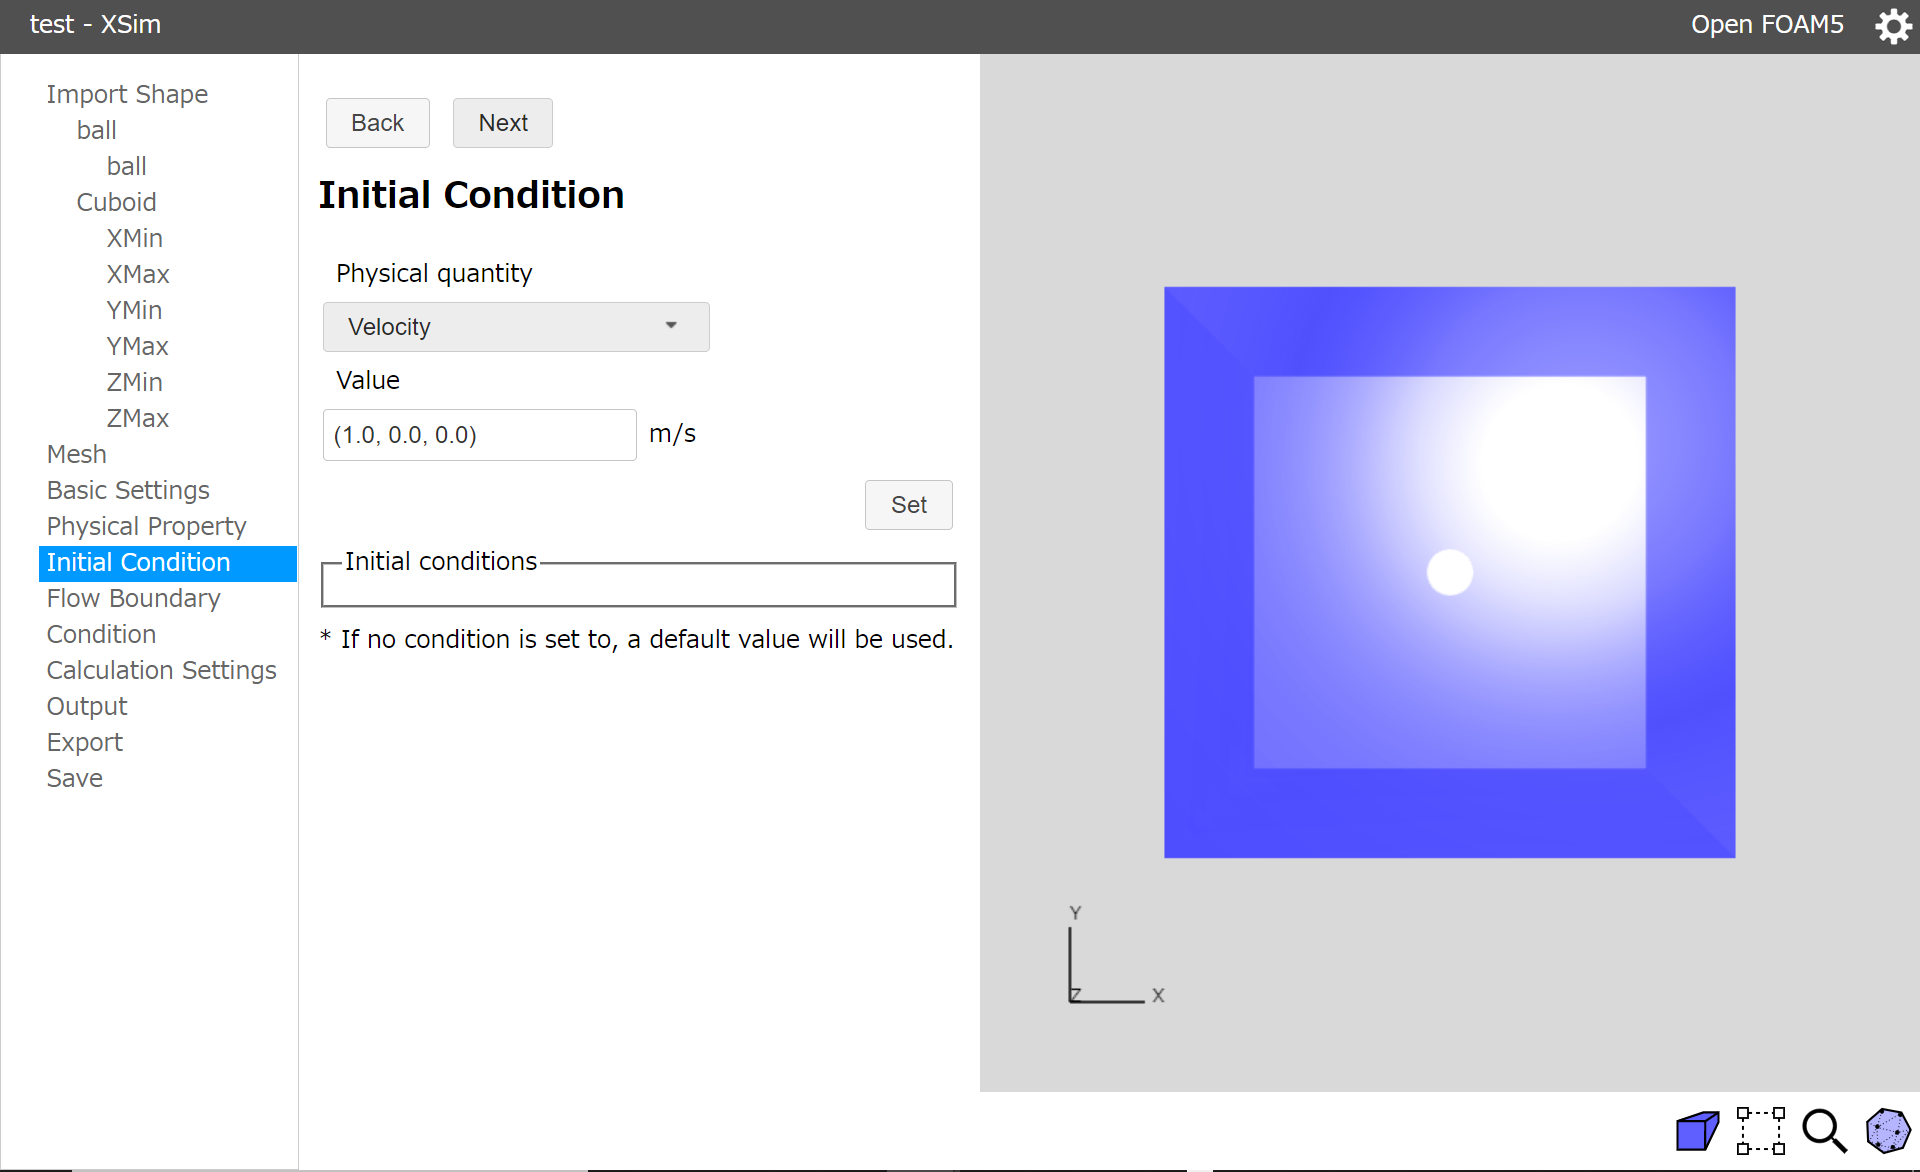 test - XSim
Open FOAM5
Import Shape
ball
ball
Cuboid
XMin
XMax
YMin
YMax
ZMin
ZMax
Mesh
Basic Settings
Physical Property
Initial Condition
Flow Boundary
Condition
Calculation Settings
Output
Export
Save
Back
Next
Initial Condition
Physical quantity
Velocity
Value
(1.0, 0.0, 0.0)
m/s
Set
Initial conditions
* If no condition is set to, a default value will be used.
Y
Z
X